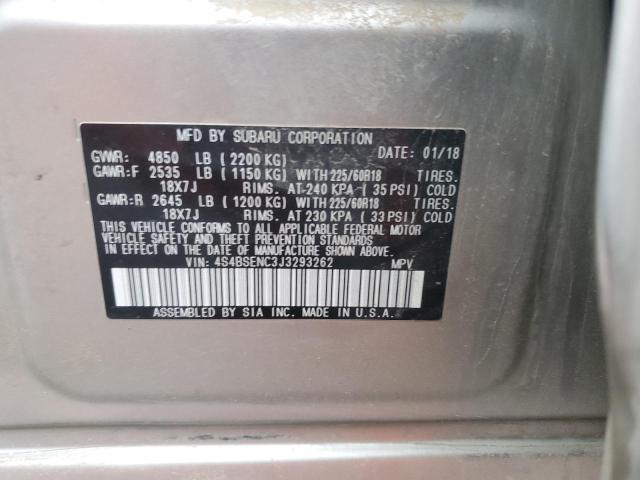 MFD BY SUBARU CORPORATION
GVWR: 4850 LB (2200 KG) DATE: 01/18
GAWR:F 2535 LB (1150 KG) WITH 225/60R18 TIRES.
18X7J RIMS. AT 240 KPA (35 PSI) COLD
GAWR:R 2645 LB (1200 KG) WITH 225/60R18 TIRES.
18X7J RIMS. AT 230 KPA (33 PSI) COLD
THIS VEHICLE CONFORMS TO ALL APPLICABLE FEDERAL MOTOR
VEHICLE SAFETY AND THEFT PREVENTION STANDARDS
IN EFFECT ON THE DATE OF MANUFACTURE SHOWN ABOVE.
VIN: 4S4BSENC3J3293262 MPV
ASSEMBLED BY SIA INC. MADE IN U.S.A.